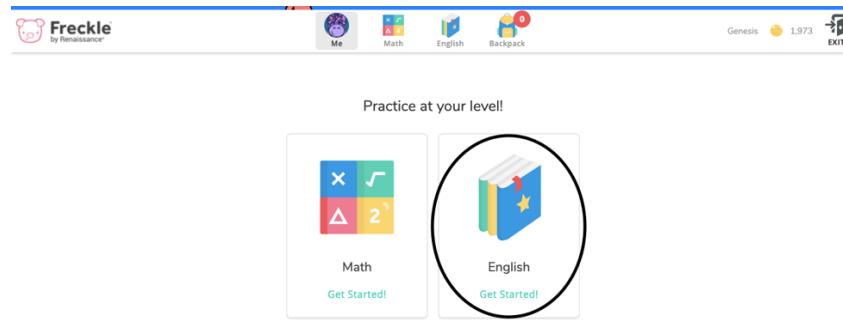 Freckle
by Renaissance
Me
Math
English
Backpack
0
Genesis
1,973
EXIT
Practice at your level!
Math
English
Get Started!
Get Started!